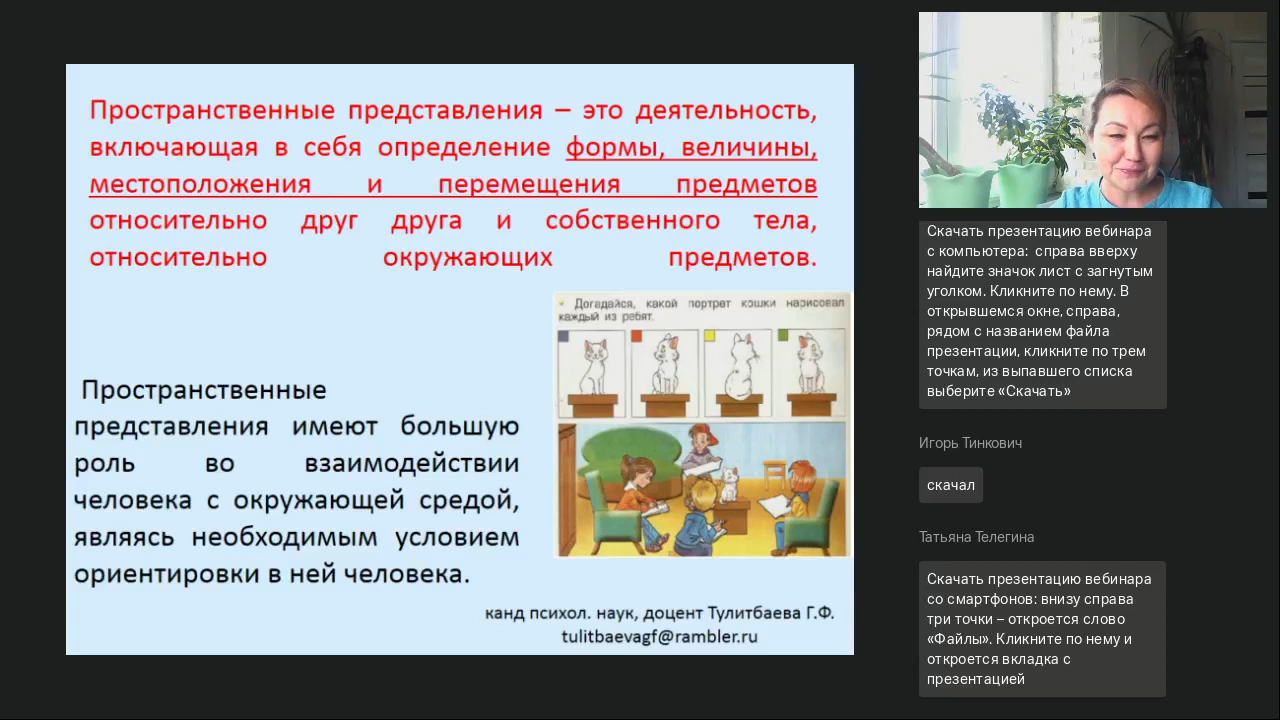 Пространственные представления – это деятельность,
включающая в себя определение формы, величины,
местоположения и перемещения предметов
относительно друг друга и собственного тела,
относительно окружающих предметов.
Догадайся, какой портрет кошки нарисовал
каждый из ребят.
Пространственные
представления имеют большую
роль во взаимодействии
человека с окружающей средой,
являясь необходимым условием
ориентировки в ней человека.
канд психол. наук, доцент Тулитбаева Г.Ф.
tulitbaevagf@rambler.ru
Скачать презентацию вебинара
с компьютера: справа вверху
найдите значок лист с загнутым
уголком. Кликните по нему. В
открывшемся окне, справа,
рядом с названием файла
презентации, кликните по трем
точкам, из выпавшего списка
выберите «Скачать»
Игорь Тинкович
скачал
Татьяна Телегина
Скачать презентацию вебинара
со смартфонов: внизу справа
три точки – откроется слово
«Файлы». Кликните по нему и
откроется вкладка с
презентацией